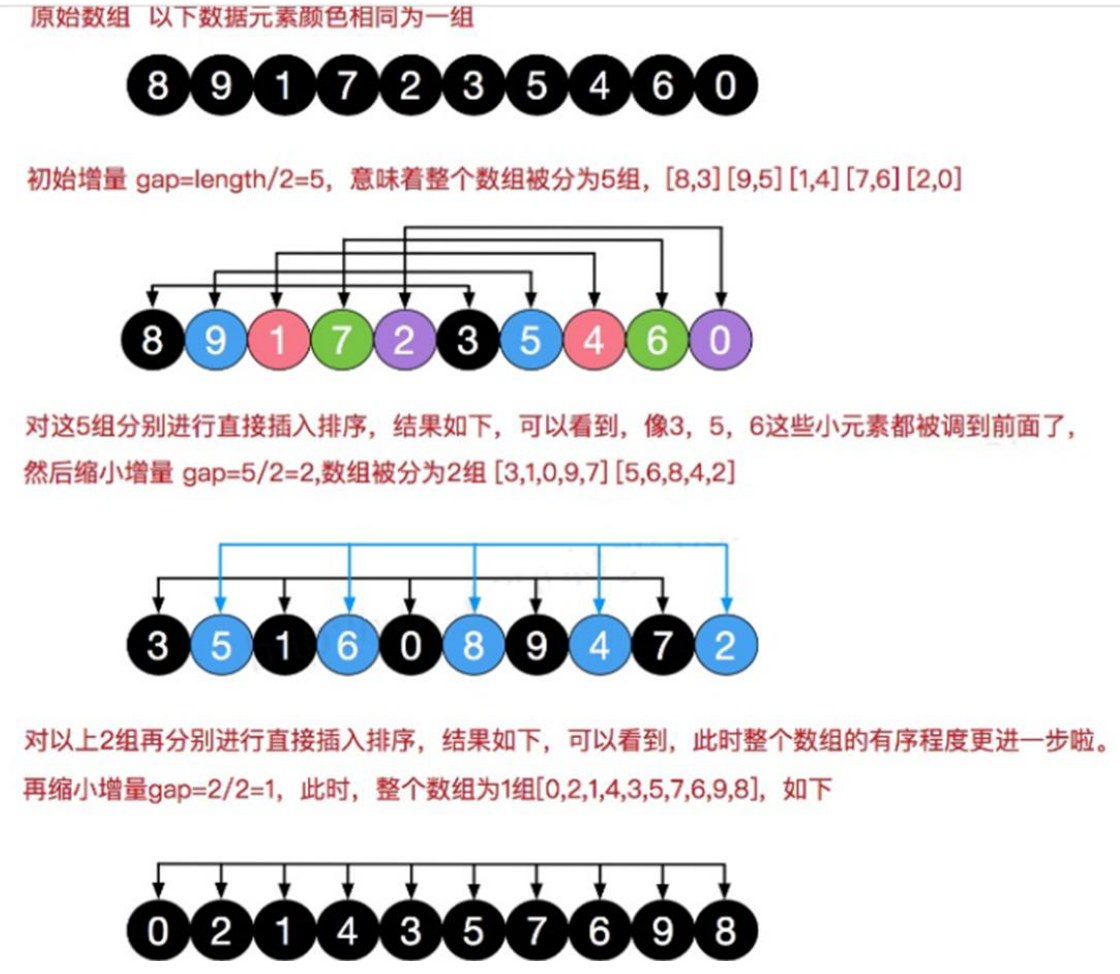 原始数组 以下数据元素颜色相同为一组
8 9 1 7 2 3 5 4 6 0
初始增量 gap=length/2=5，意味着整个数组被分为5组，[8,3] [9,5] [1,4] [7,6] [2,0]
8 9 1 7 2 3 5 4 6 0
对这5组分别进行直接插入排序，结果如下，可以看到，像3，5，6这些小元素都被调到前面了，
然后缩小增量 gap=5/2=2,数组被分为2组 [3,1,0,9,7] [5,6,8,4,2]
3 5 1 6 0 8 9 4 7 2
对以上2组再分别进行直接插入排序，结果如下，可以看到，此时整个数组的有序程度更进一步啦。
再缩小增量gap=2/2=1，此时，整个数组为1组[0,2,1,4,3,5,7,6,9,8]，如下
0 2 1 4 3 5 7 6 9 8